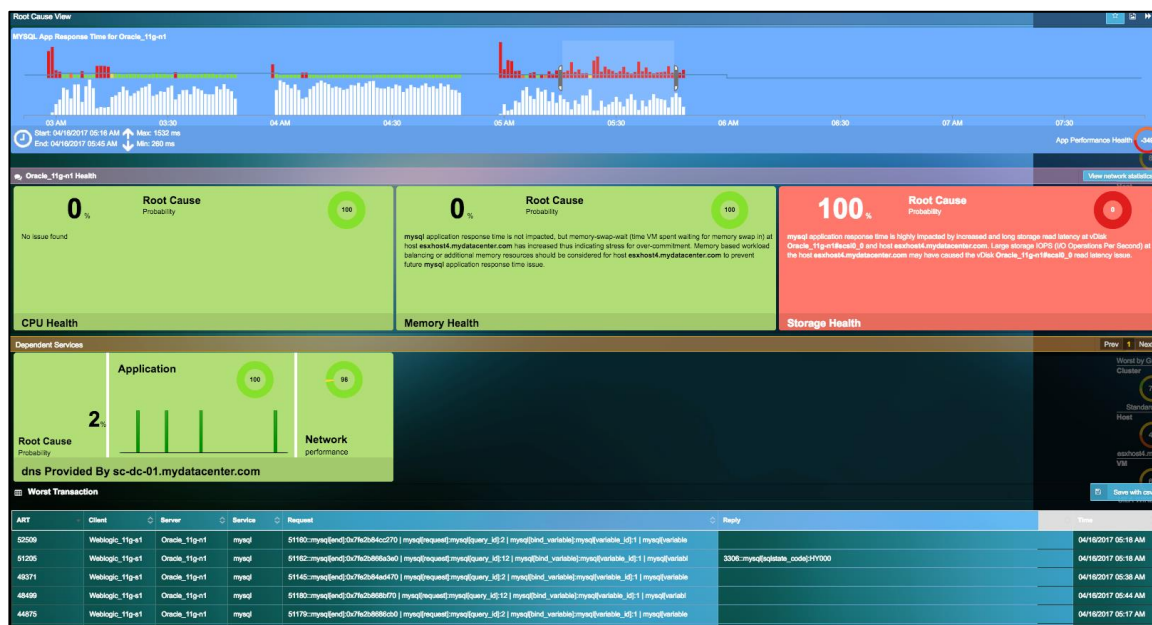 Root Cause View
MYSQL App Response Time for Oracle_11g-n1
03 AM 03:30 04 AM 04:30 05 AM 05:30 06 AM 06:30 07 AM 07:30
Start: 04/16/2017 05:16 AM Max: 1532 ms
End: 04/16/2017 05:45 AM Min: 260 ms
App Performance Health
Oracle_11g-n1 Health
View network statistics
0 %
Root Cause
Probability
100
No issue found
CPU Health
0 %
Root Cause
Probability
100
mysql application response time is not impacted, but memory-swap-wait (time VM spent waiting for memory swap in) at
host esxhost4.mydatacenter.com has increased thus indicating stress for over-commitment. Memory based workload
balancing or additional memory resources should be considered for host esxhost4.mydatacenter.com to prevent
future mysql application response time issue.
Memory Health
100 %
Root Cause
Probability
0
mysql application response time is highly impacted by increased and long storage read latency at vDisk
Oracle_11g-n1#scsi0_0 and host esxhost4.mydatacenter.com. Large storage IOPS (I/O Operations Per Second) at
the host esxhost4.mydatacenter.com may have caused the vDisk Oracle_11g-n1#scsi0_0 read latency issue.
Storage Health
Dependent Services
Prev 1 Next
Application
100
98
2%
Root Cause
Probability
Network
performance
dns Provided By sc-dc-01.mydatacenter.com
Worst by G
Cluster
Standar
Host
esxhost4.m
VM
Worst Transaction
Save with csv
ART Client Server Service Request Reply Time
52509 Weblogic_11g-s1 Oracle_11g-n1 mysql 51160::mysql[end]:0x7fe2b84cc270 | mysql[request]:mysql[query_id]:2 | mysql[bind_variable]:mysql[variable_id]:1 | mysql[variable 04/16/2017 05:18 AM
51205 Weblogic_11g-s1 Oracle_11g-n1 mysql 51162::mysql[end]:0x7fe2b866a3e0 | mysql[request]:mysql[query_id]:12 | mysql[bind_variable]:mysql[variable_id]:1 | mysql[variabl 3306::mysql[sqlstate_code]:HY000 04/16/2017 05:18 AM
49371 Weblogic_11g-s1 Oracle_11g-n1 mysql 51145::mysql[end]:0x7fe2b84ad470 | mysql[request]:mysql[query_id]:2 | mysql[bind_variable]:mysql[variable_id]:1 | mysql[variable 04/16/2017 05:38 AM
48499 Weblogic_11g-s1 Oracle_11g-n1 mysql 51180::mysql[end]:0x7fe2b868bf70 | mysql[request]:mysql[query_id]:12 | mysql[bind_variable]:mysql[variable_id]:1 | mysql[variabl 04/16/2017 05:44 AM
44875 Weblogic_11g-s1 Oracle_11g-n1 mysql 51179::mysql[end]:0x7fe2b8686cb0 | mysql[request]:mysql[query_id]:2 | mysql[bind_variable]:mysql[variable_id]:1 | mysql[variable 04/16/2017 05:17 AM